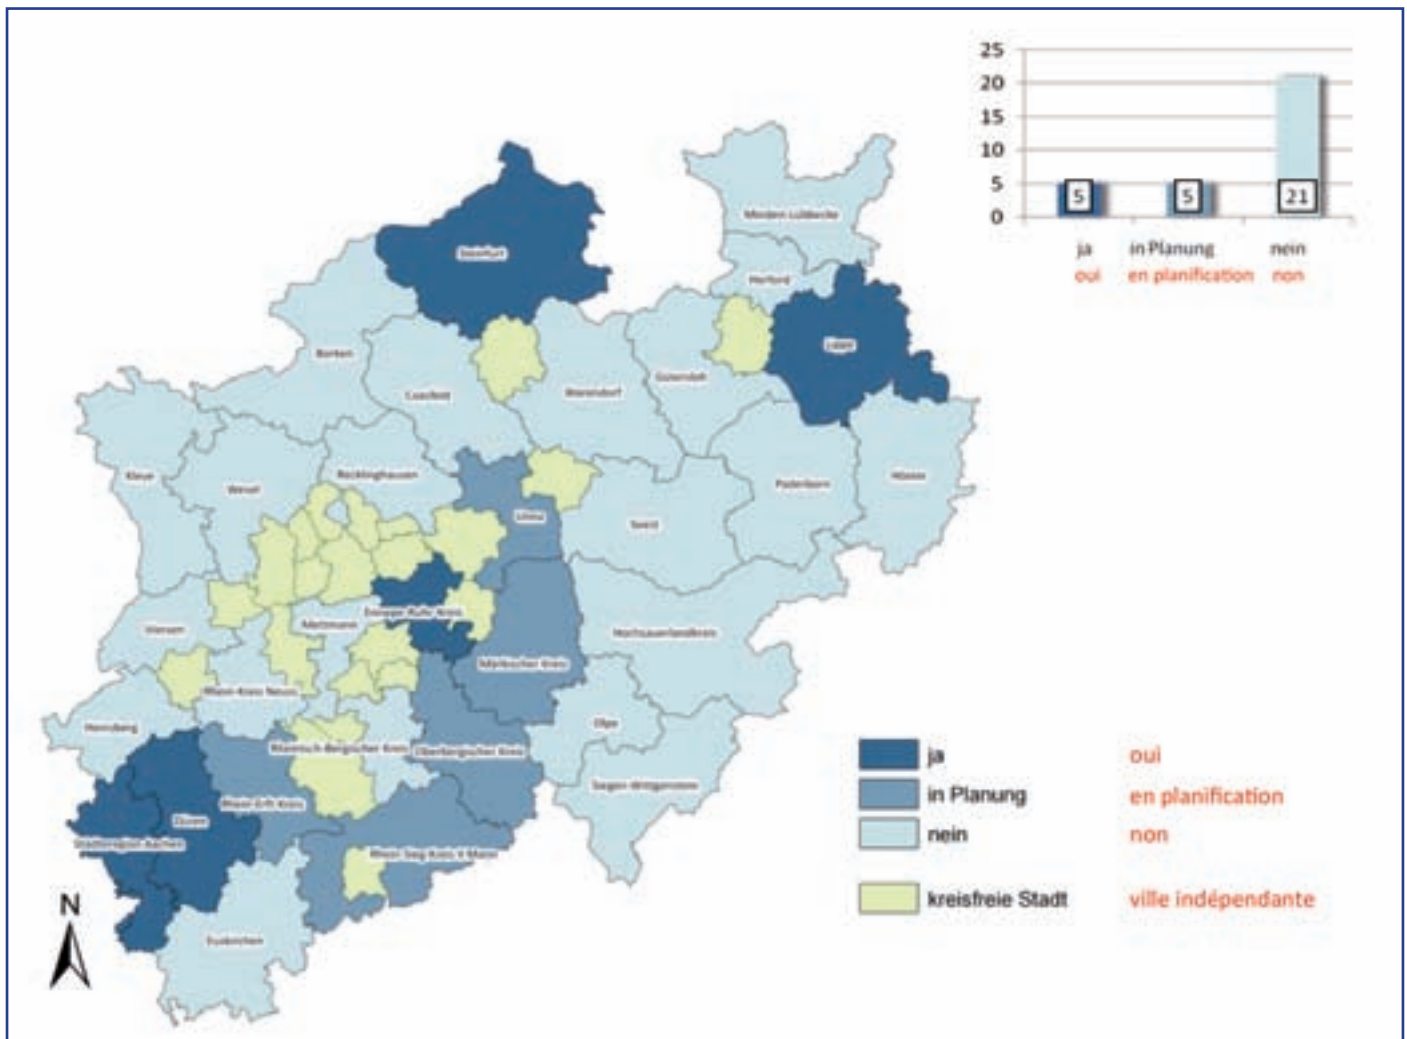 25
20
15
10
5
0
5
5
21
ja
in Planung
nein
oui
en planification
non
Minden Lübbecke
Steinfurt
Herford
Lippe
Borken
Gütersloh
Coesfeld
Warendorf
Kleve
Recklinghausen
Wesel
Paderborn
Höxter
Unna
Soest
Ennepe-Ruhr-Kreis
Mettmann
Viersen
Hochsauerlandkreis
Märkischer Kreis
Rhein-Kreis Neuss
Heinsberg
Olpe
Rheinisch-Bergischer Kreis
Oberbergischer Kreis
Siegen-Wittgenstein
Rhein-Erft-Kreis
Düren
Städteregion Aachen
Rhein-Sieg-Kreis
Euskirchen
N
ja oui
in Planung en planification
nein non
kreisfreie Stadt ville indépendante